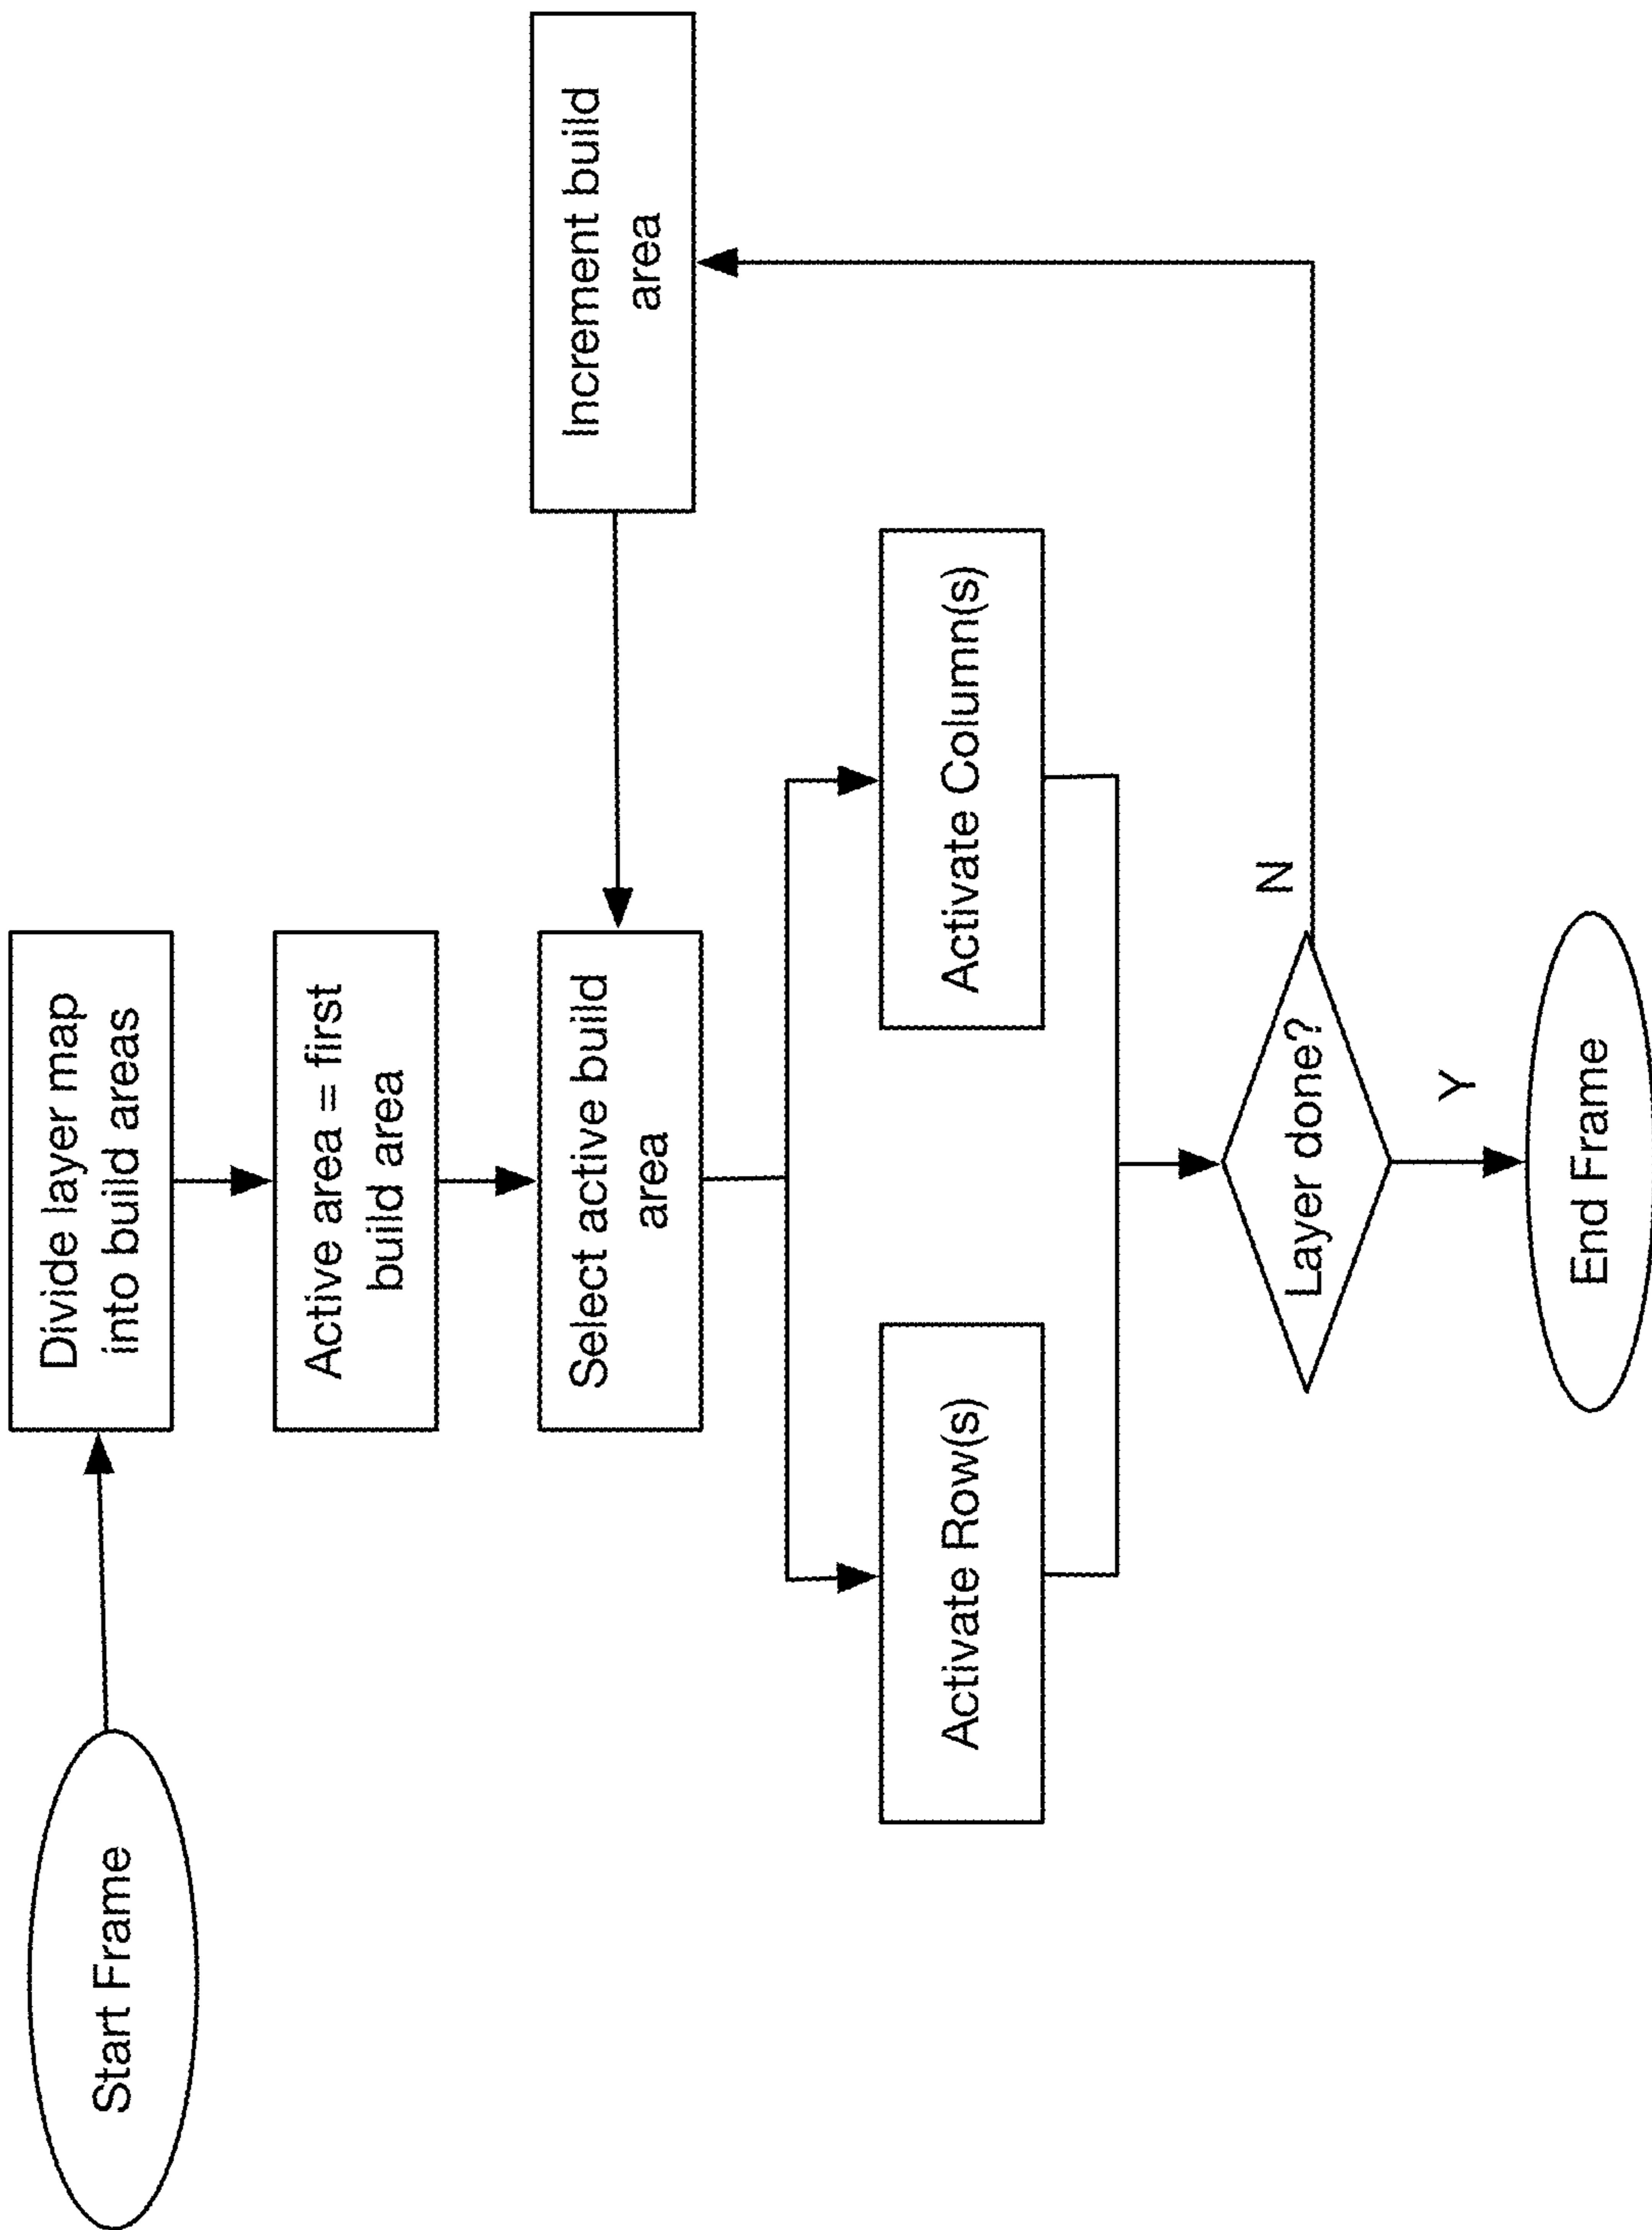 Start Frame
Divide layer map
into build areas
Active area = first
build area
Select active build
area
Increment build
area
Activate Row(s)
Activate Column(s)
Layer done?
N
Y
End Frame